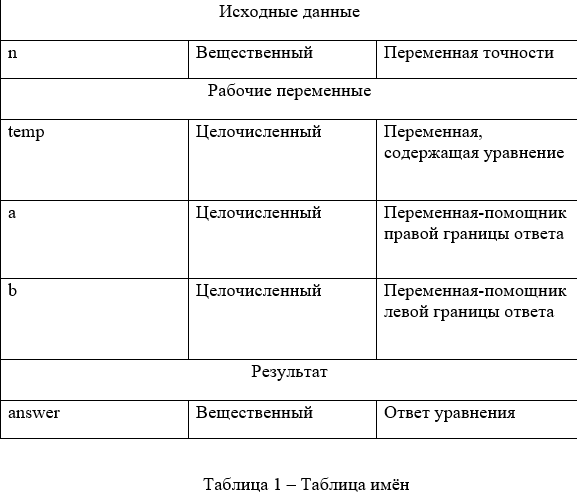 Исходные данные
n Вещественный Переменная точности
Рабочие переменные
temp Целочисленный Переменная,
содержащая уравнение
a Целочисленный Переменная-помощник
правой границы ответа
b Целочисленный Переменная-помощник
левой границы ответа
Результат
answer Вещественный Ответ уравнения
Таблица 1 – Таблица имён